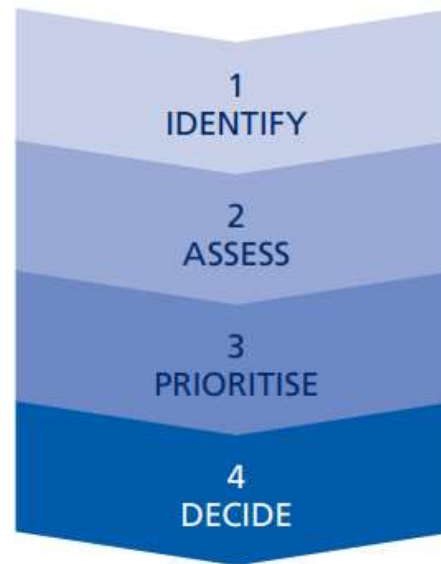 1
IDENTIFY
2
ASSESS
3
PRIORITISE
4
DECIDE